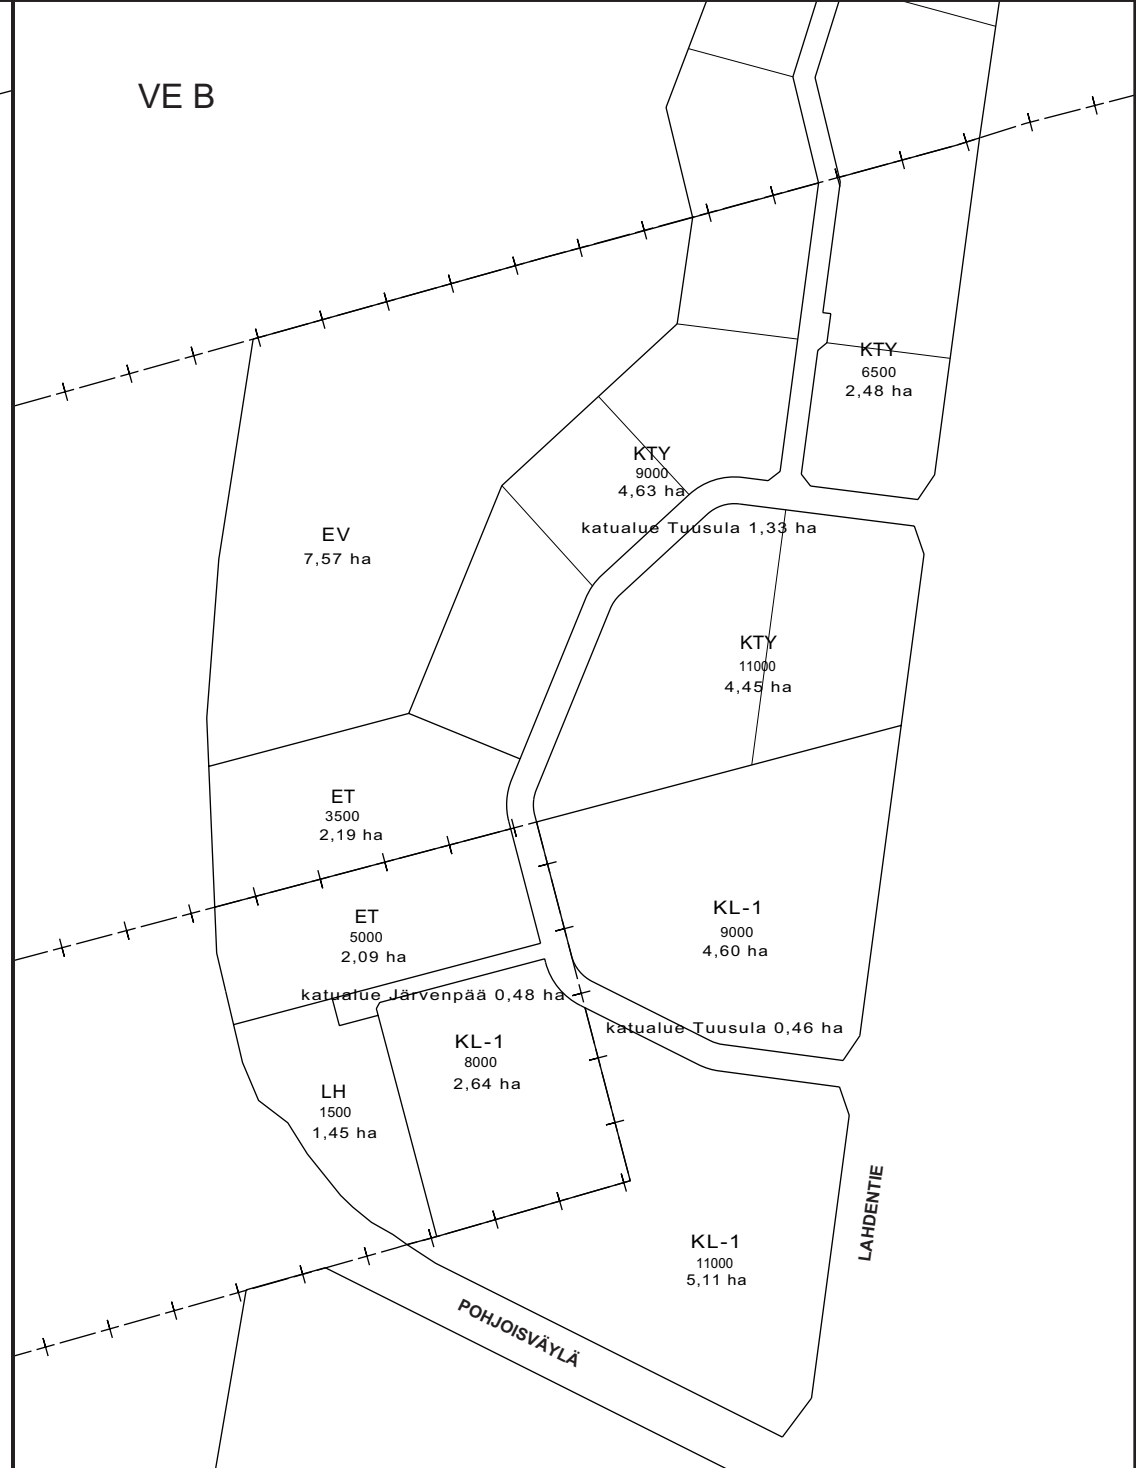 VE B
KTY
6500
2,48 ha
KTY
9000
4,63 ha
katualue Tuusula 1,33 ha
EV
7,57 ha
KTY
11000
4,45 ha
ET
3500
2,19 ha
KL-1
9000
4,60 ha
ET
5000
2,09 ha
katualue Järvenpää 0,48 ha
katualue Tuusula 0,46 ha
KL-1
8000
2,64 ha
LH
1500
1,45 ha
LAHDENTIE
KL-1
11000
5,11 ha
POHJOISVÄYLÄ